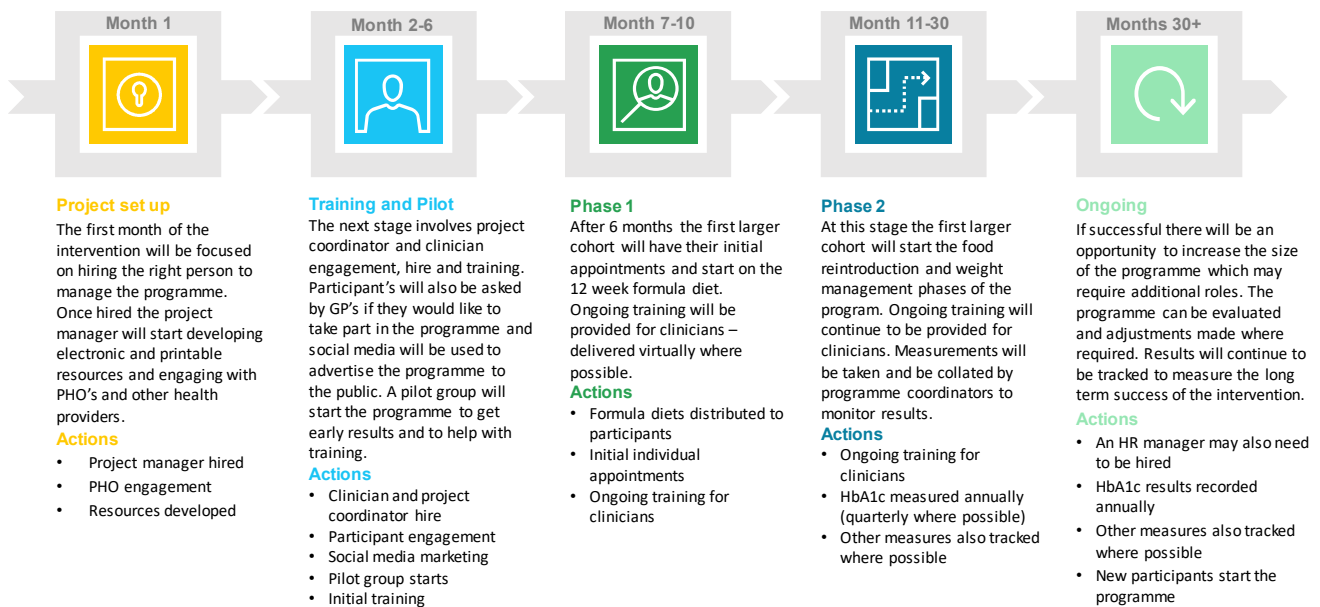 Month 1
Month 2-6
Month 7-10
Month 11-30
Months 30+
Project set up
The first month of the
intervention will be focused
on hiring the right person to
manage the programme.
Once hired the project
manager will start developing
electronic and printable
resources and engaging with
PHO's and other health
providers.
Actions
• Project manager hired
• PHO engagement
• Resources developed
Training and Pilot
The next stage involves project
coordinator and clinician
engagement, hire and training.
Participant's will also be asked
by GP's if they would like to
take part in the programme and
social media will be used to
advertise the programme to
the public. A pilot group will
start the programme to get
early results and to help with
training.
Actions
• Clinician and project
coordinator hire
• Participant engagement
• Social media marketing
• Pilot group starts
• Initial training
Phase 1
After 6 months the first larger
cohort will have their initial
appointments and start on the
12 week formula diet.
Ongoing training will be
provided for clinicians –
delivered virtually where
possible.
Actions
• Formula diets distributed to
participants
• Initial individual
appointments
• Ongoing training for
clinicians
Phase 2
At this stage the first larger
cohort will start the food
reintroduction and weight
management phases of the
program. Ongoing training will
continue to be provided for
clinicians. Measurements will
be taken and be collated by
programme coordinators to
monitor results.
Actions
• Ongoing training for
clinicians
• HbA1c measured annually
(quarterly where possible)
• Other measures also tracked
where possible
Ongoing
If successful there will be an
opportunity to increase the size
of the programme which may
require additional roles. The
programme can be evaluated
and adjustments made where
required. Results will continue to
be tracked to measure the long
term success of the intervention.
Actions
• An HR manager may also need
to be hired
• HbA1c results recorded
annually
• Other measures also tracked
where possible
• New participants start the
programme